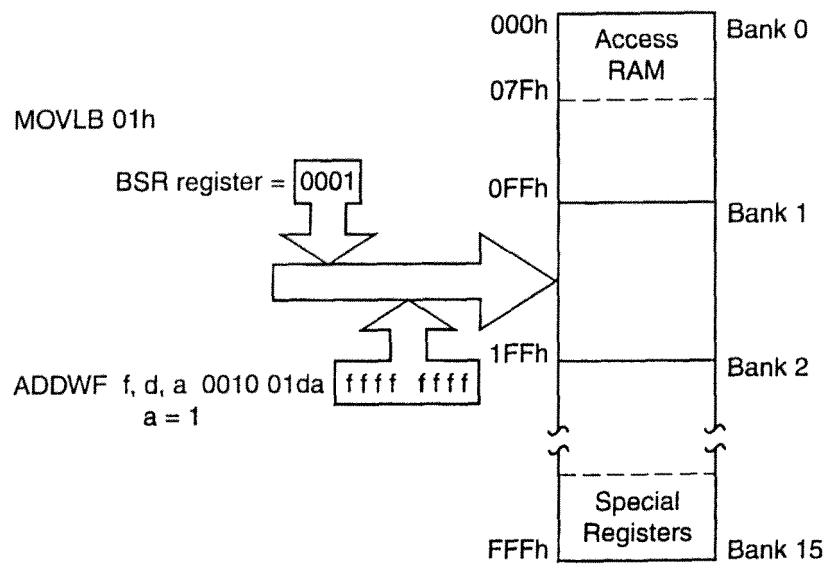 000h
Access
RAM
Bank 0
07Fh
MOVLB 01h
BSR register = 0001
0FFh
Bank 1
1FFh
Bank 2
ADDWF f, d, a 0010 01da ffff ffff
a = 1
Special
Registers
FFFh
Bank 15